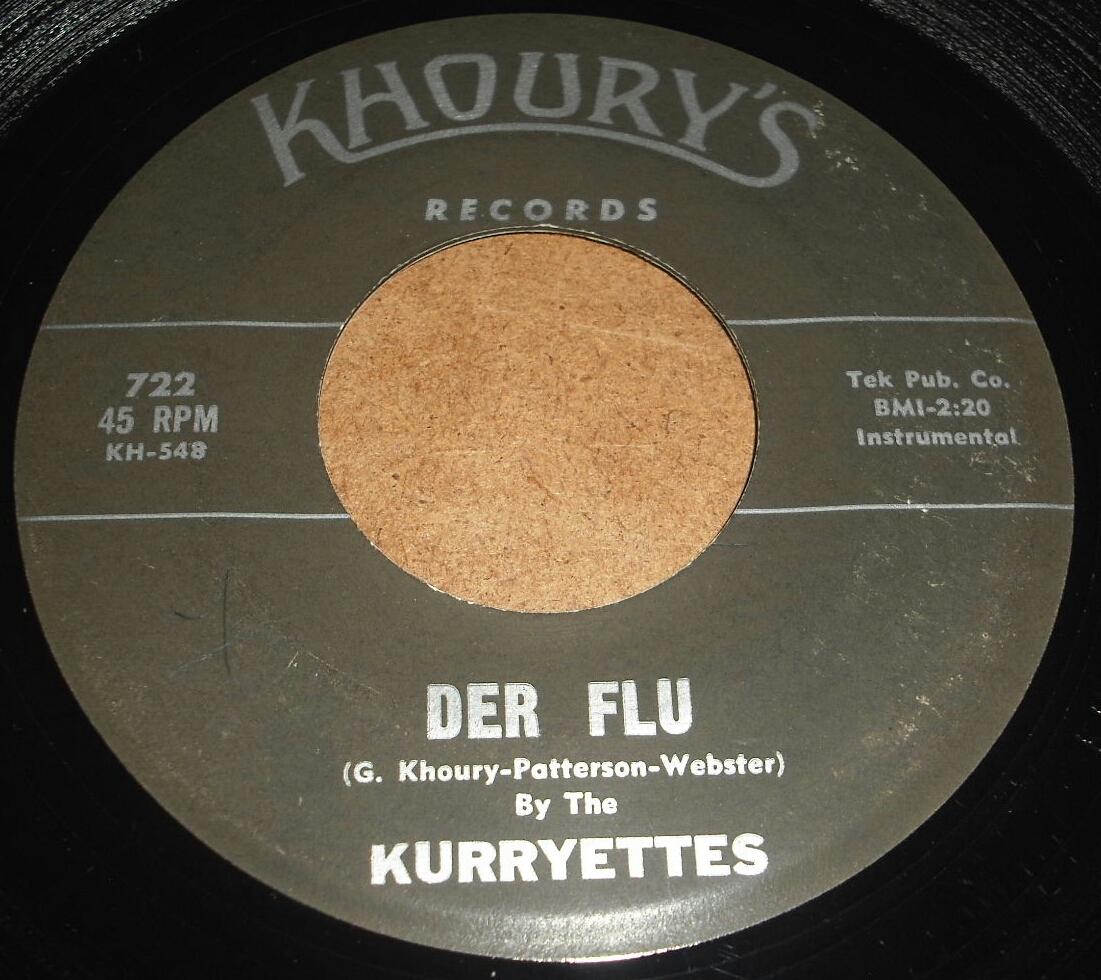 KHOURY'S
RECORDS
722
45 RPM
KH-548
Tek Pub. Co.
BMI-2:20
Instrumental
DER FLU
(G. Khoury-Patterson-Webster)
By The
KURRYETTES